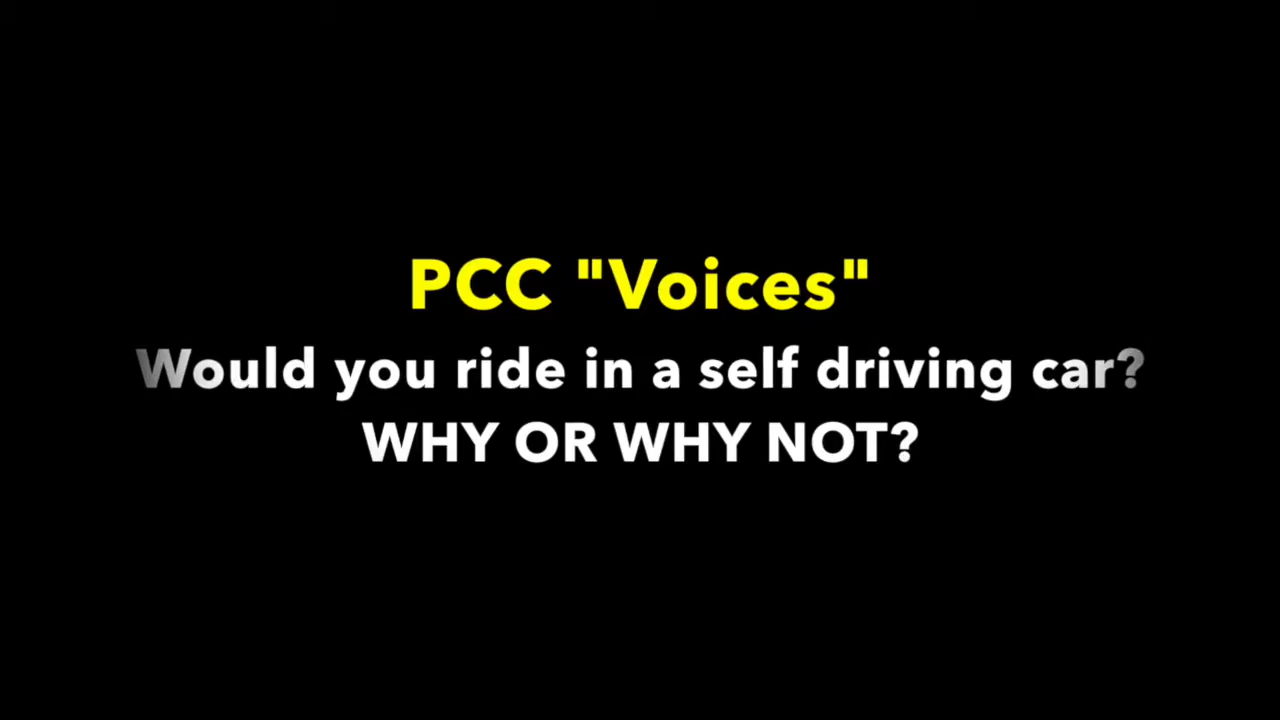 PCC "Voices"
Would you ride in a self driving car?
WHY OR WHY NOT?